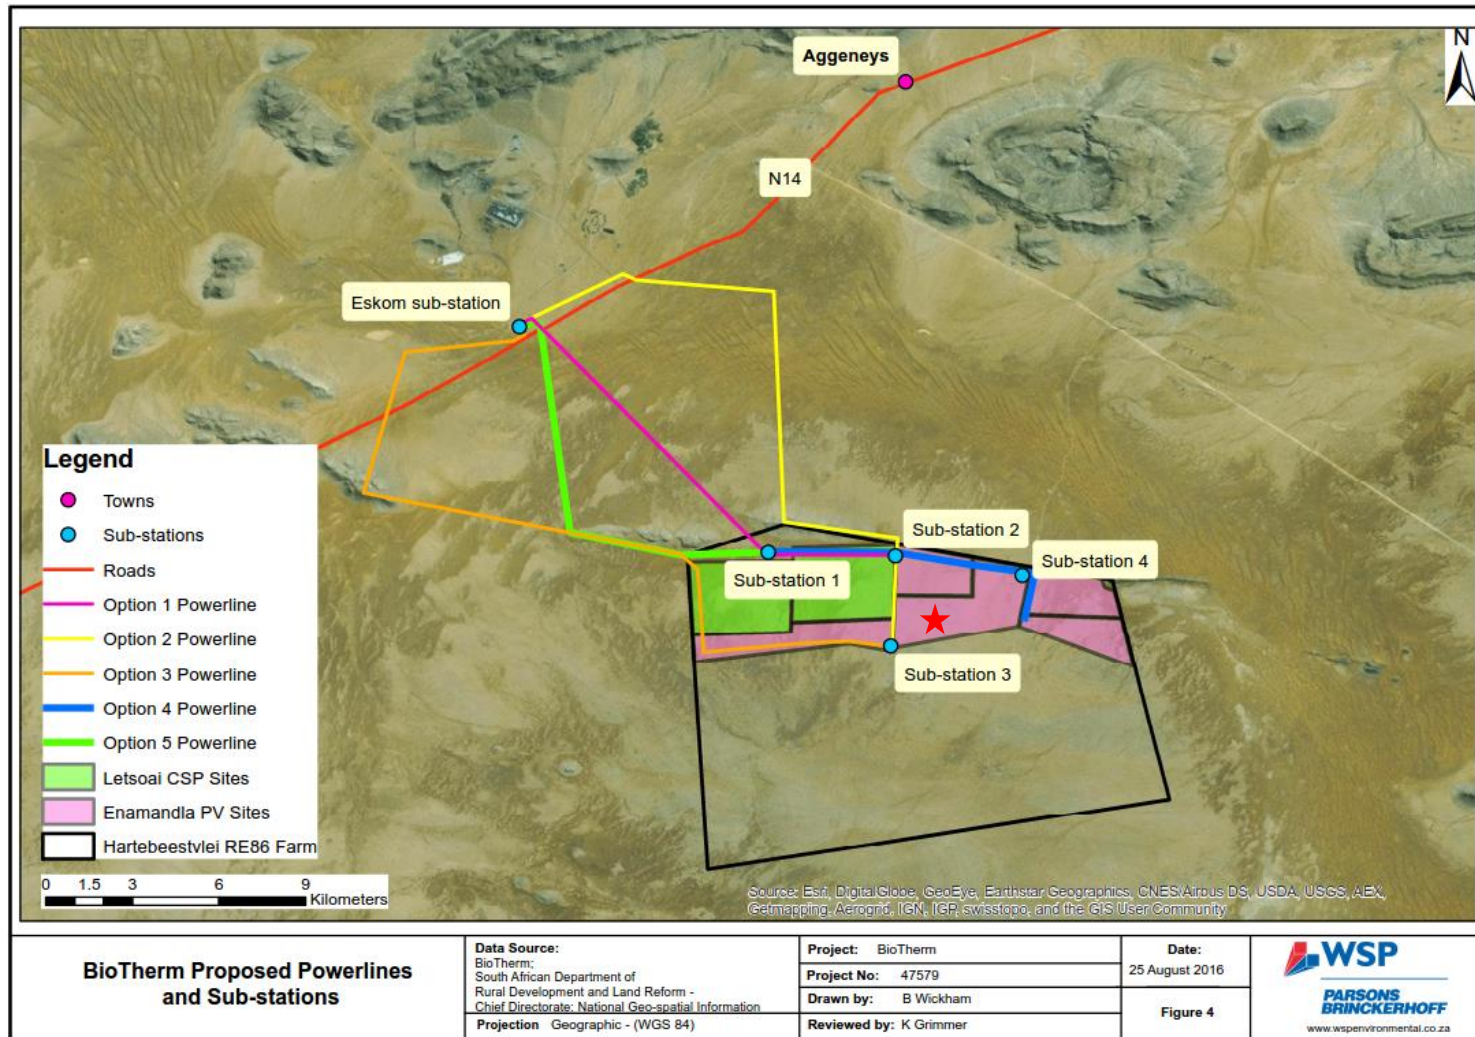 Aggeneys
N
N14
Eskom sub-station
Sub-station 2
Sub-station 1
Sub-station 4
Sub-station 3
Legend
Towns
Sub-stations
Roads
Option 1 Powerline
Option 2 Powerline
Option 3 Powerline
Option 4 Powerline
Option 5 Powerline
Letsoai CSP Sites
Enamandla PV Sites
Hartebeestvlei RE86 Farm
0 1.5 3 6 9
Kilometers
Source: Esri, DigitalGlobe, GeoEye, Earthstar Geographics, CNES/Airbus DS, USDA, USGS, AEX,
Getmapping, Aerogrid, IGN, IGP, swisstopo, and the GIS User Community
BioTherm Proposed Powerlines
and Sub-stations
Data Source:
BioTherm;
South African Department of
Rural Development and Land Reform -
Chief Directorate: National Geo-spatial Information
Projection Geographic - (WGS 84)
Project: BioTherm
Project No: 47579
Drawn by: B Wickham
Reviewed by: K Grimmer
Date:
25 August 2016
Figure 4
WSP
PARSONS
BRINCKERHOFF
www.wspenvironmental.co.za